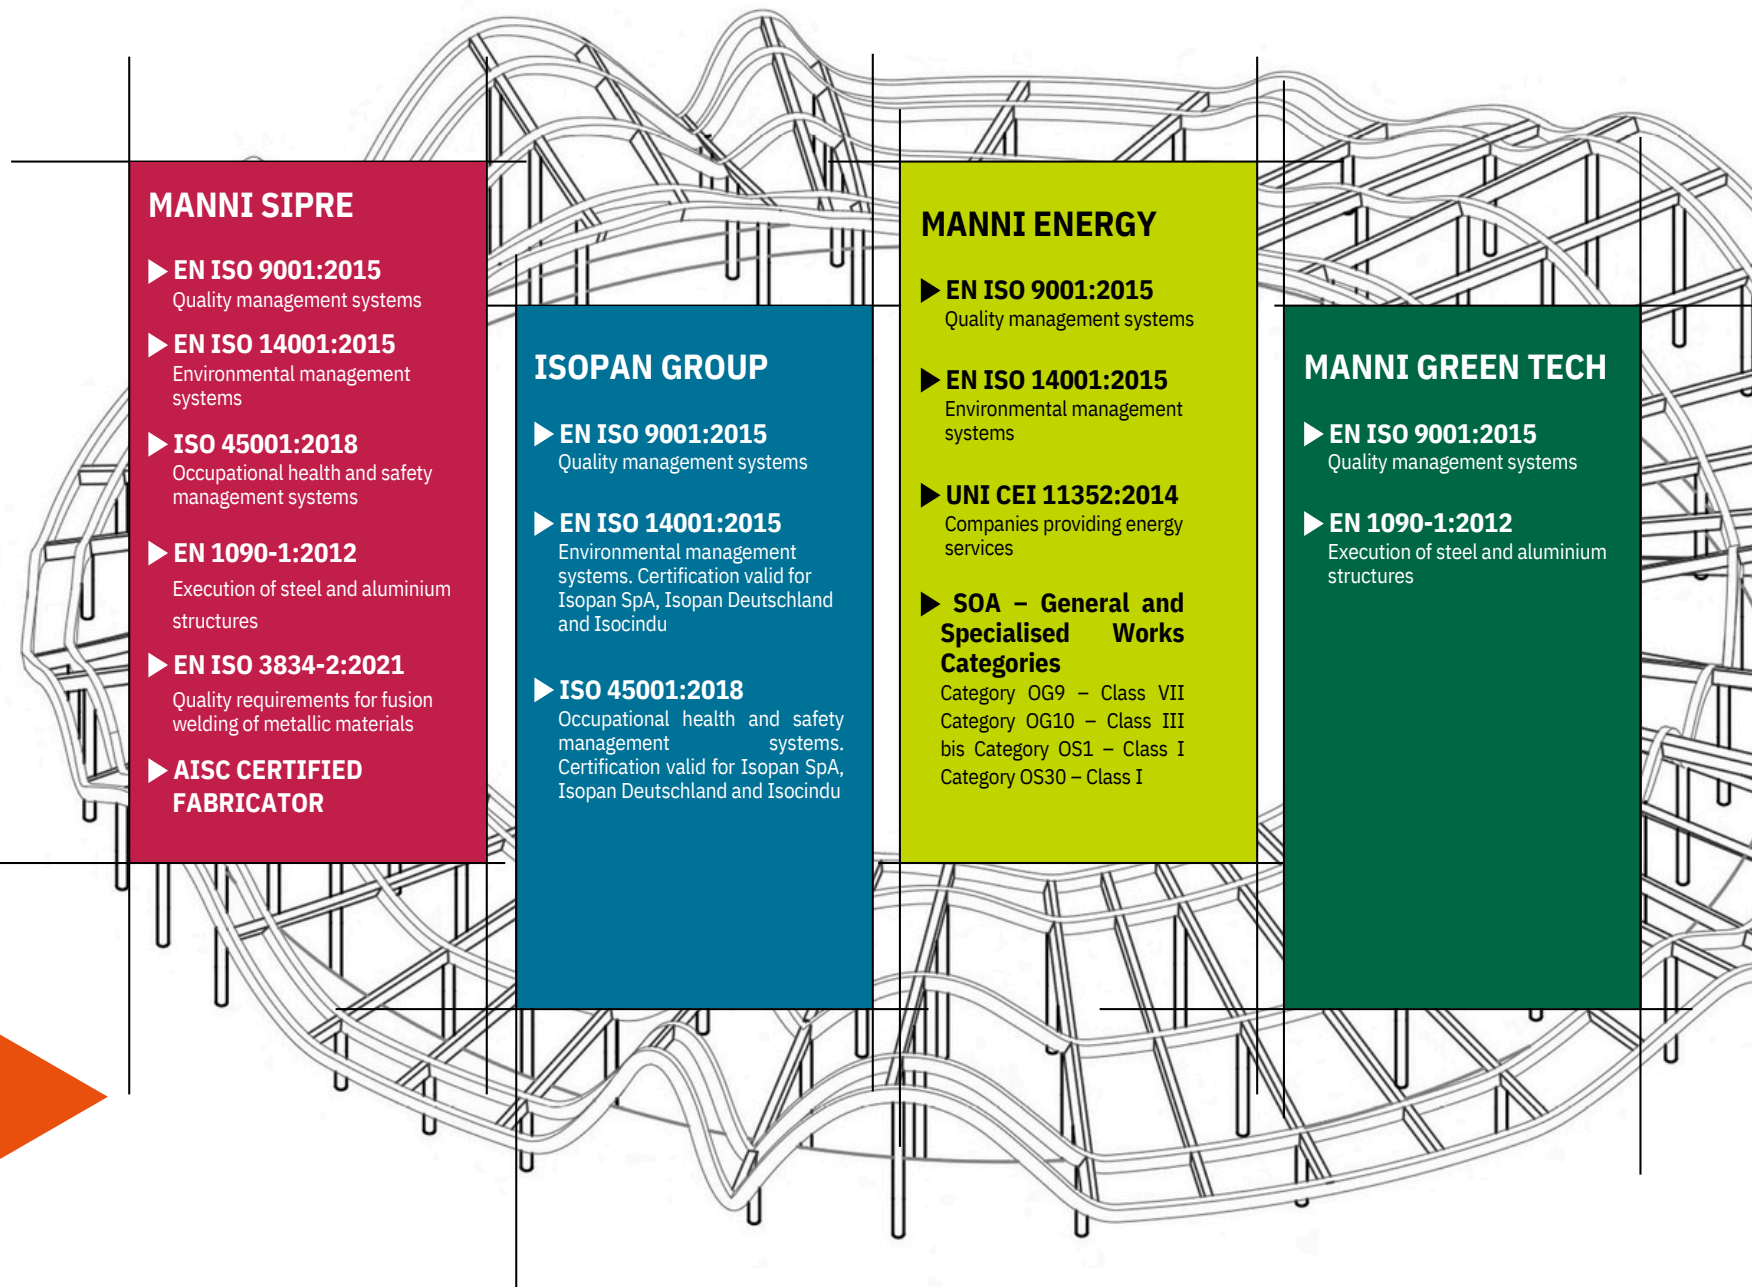 MANNI SIPRE
EN ISO 9001:2015
Quality management systems
EN ISO 14001:2015
Environmental management
systems
ISO 45001:2018
Occupational health and safety
management systems
EN 1090-1:2012
Execution of steel and aluminium
structures
EN ISO 3834-2:2021
Quality requirements for fusion
welding of metallic materials
AISC CERTIFIED
FABRICATOR
ISOPAN GROUP
EN ISO 9001:2015
Quality management systems
EN ISO 14001:2015
Environmental management
systems. Certification valid for
Isopan SpA, Isopan Deutschland
and Isocindu
ISO 45001:2018
Occupational health and safety
management systems.
Certification valid for Isopan SpA,
Isopan Deutschland and Isocindu
MANNI ENERGY
EN ISO 9001:2015
Quality management systems
EN ISO 14001:2015
Environmental management
systems
UNI CEI 11352:2014
Companies providing energy
services
SOA – General and
Specialised Works
Categories
Category OG9 – Class VII
Category OG10 – Class III
bis Category OS1 – Class I
Category OS30 – Class I
MANNI GREEN TECH
EN ISO 9001:2015
Quality management systems
EN 1090-1:2012
Execution of steel and aluminium
structures